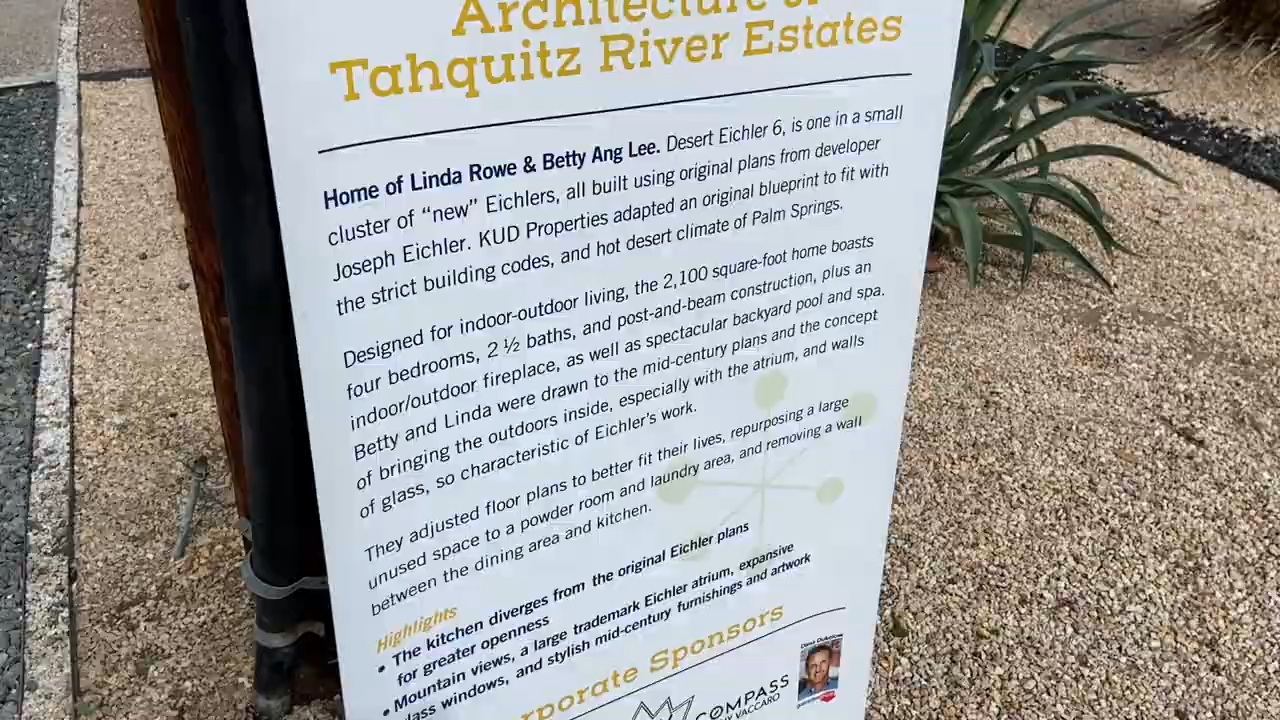 Architecture
Tahquitz River Estates
Home of Linda Rowe & Betty Ang Lee. Desert Eichler 6, is one in a small
cluster of “new” Eichlers, all built using original plans from developer
Joseph Eichler. KUD Properties adapted an original blueprint to fit with
the strict building codes, and hot desert climate of Palm Springs.
Designed for indoor-outdoor living, the 2,100 square-foot home boasts
four bedrooms, 2 ½ baths, and post-and-beam construction, plus an
indoor/outdoor fireplace, as well as spectacular backyard pool and spa.
Betty and Linda were drawn to the mid-century plans and the concept
of bringing the outdoors inside, especially with the atrium, and walls
of glass, so characteristic of Eichler’s work.
They adjusted floor plans to better fit their lives, repurposing a large
unused space to a powder room and laundry area, and removing a wall
between the dining area and kitchen.
Highlights
• The kitchen diverges from the original Eichler plans
for greater openness
• Mountain views, a large trademark Eichler atrium, expansive
lass windows, and stylish mid-century furnishings and artwork
rporate Sponsors
COMPASS
VACCARO